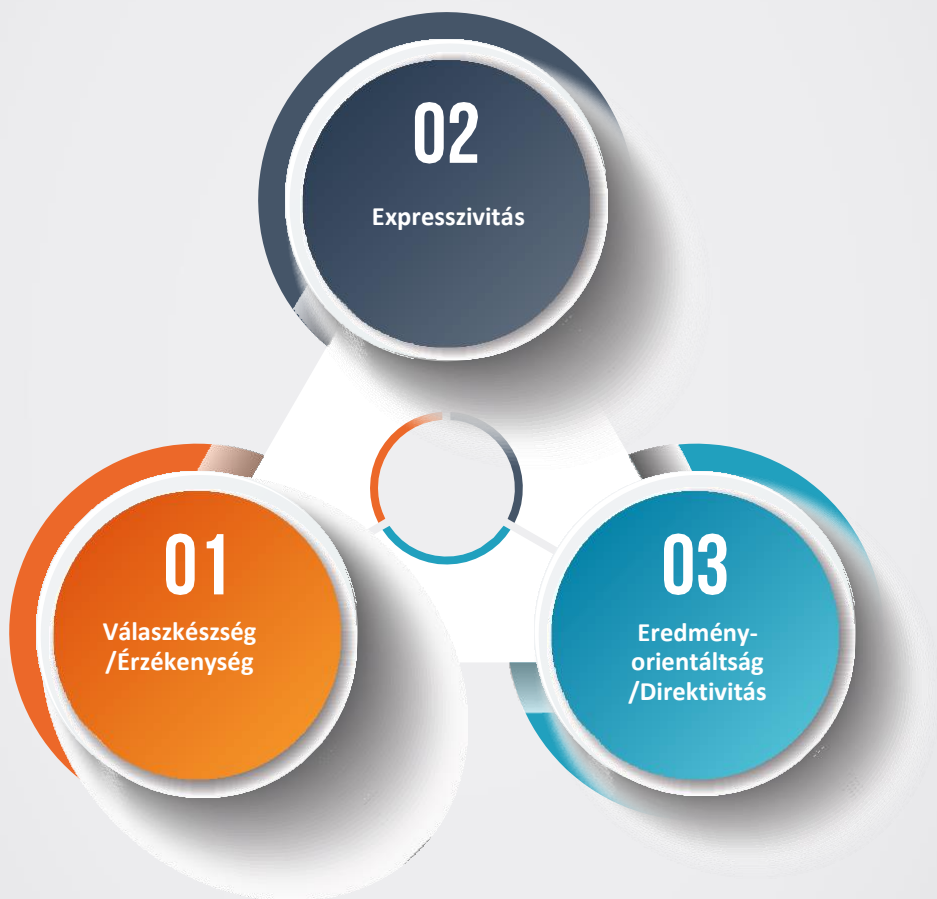 02
Expresszivitás
01
Válaszkészség
/Érzékenység
03
Eredmény-
orientáltság
/Direktivitás